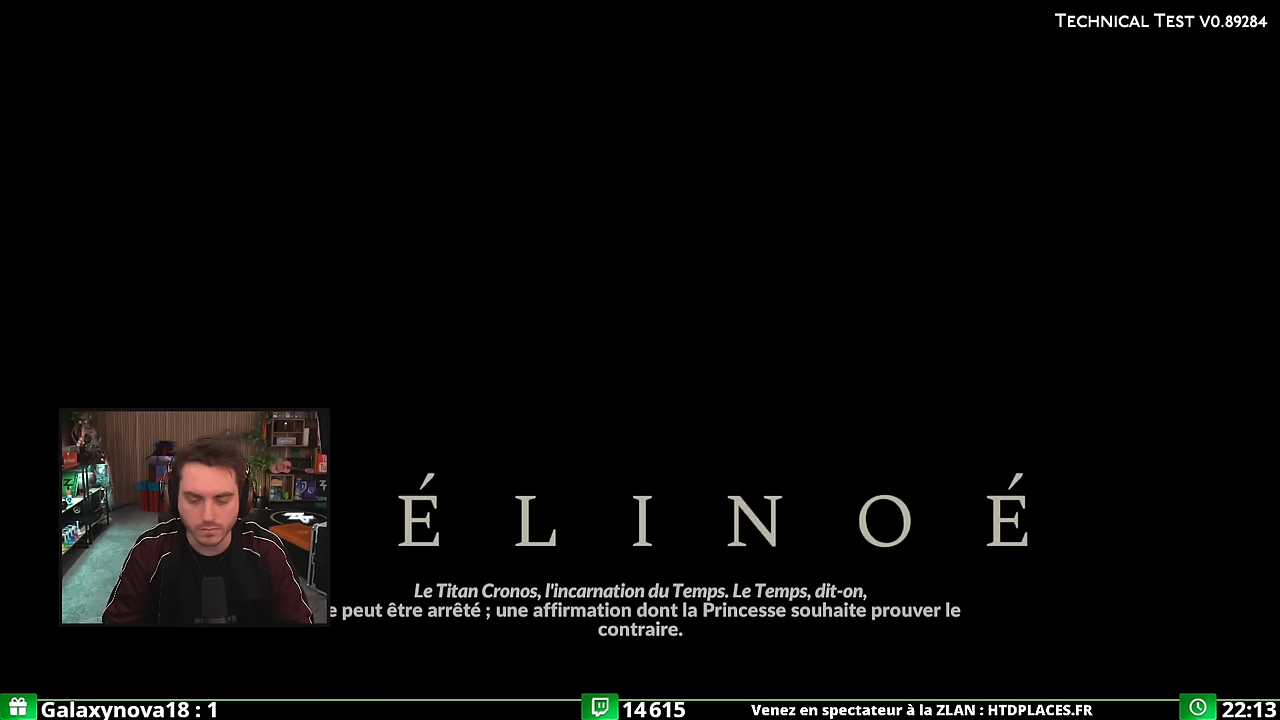 TECHNICAL TEST V0.89284
ÉLINOÉ
Le Titan Cronos, l'incarnation du Temps. Le Temps, dit-on,
e peut être arrêté ; une affirmation dont la Princesse souhaite prouver le
contraire.
Galaxynova18 : 1
14615
Venez en spectateur à la ZLAN : HTDPLACES.FR
22:13